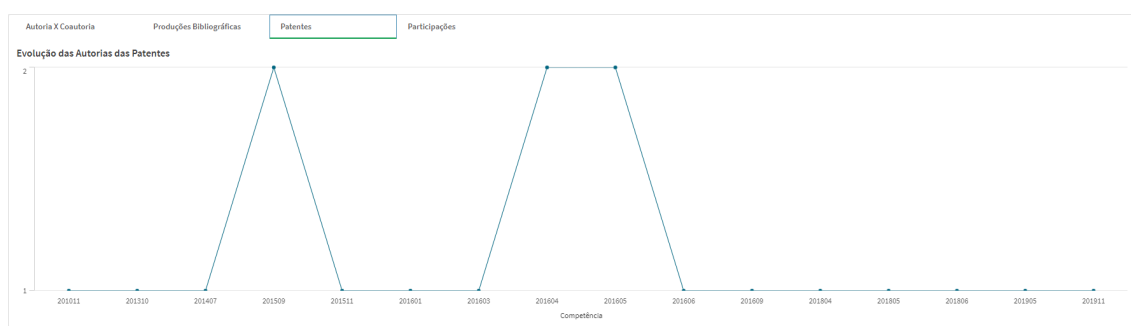 Autoria X Coautoria Produções Bibliográficas Patentes Participações
Evolução das Autorias das Patentes
2
1
201011 201310 201407 201509 201511 201601 201603 201604 201605 201606 201609 201804 201805 201806 201905 201911
Competência